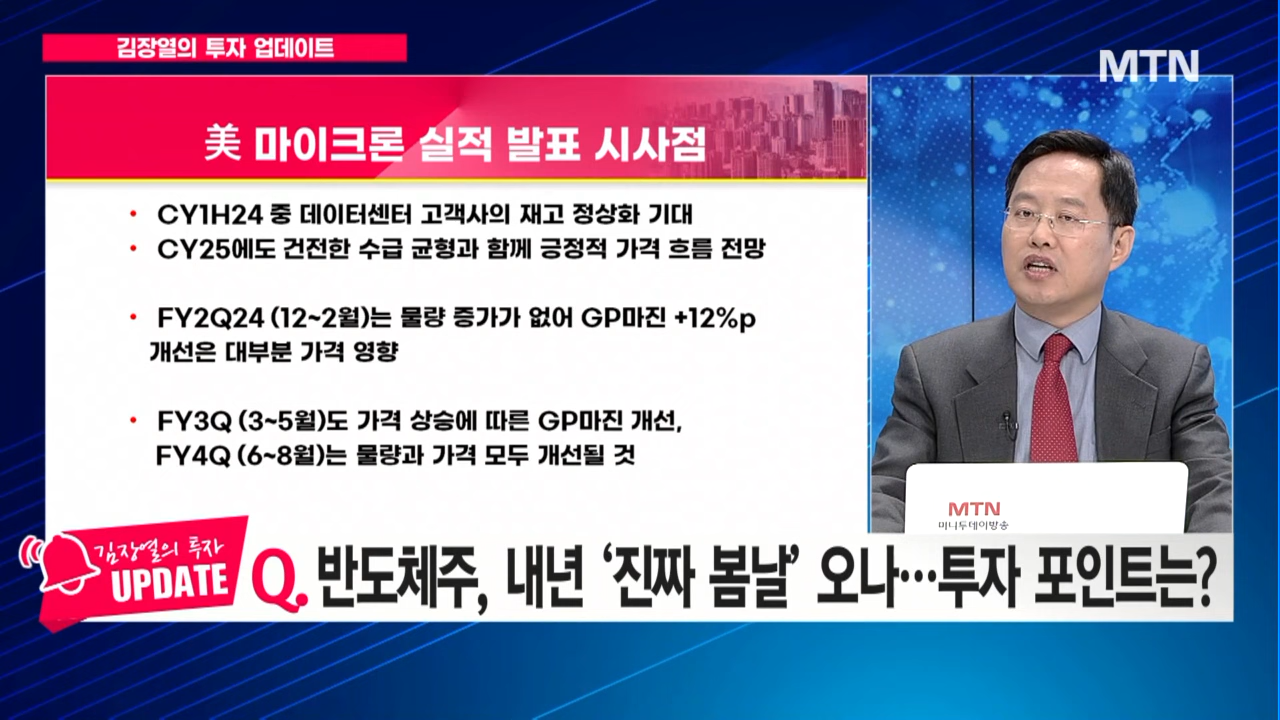 김장열의 투자 업데이트
MTN
美 마이크론 실적 발표 시사점
• CY1H24 중 데이터센터 고객사의 재고 정상화 기대
• CY25에도 건전한 수급 균형과 함께 긍정적 가격 흐름 전망
• FY2Q24 (12~2월)는 물량 증가가 없어 GP마진 +12%p
개선은 대부분 가격 영향
• FY3Q (3~5월)도 가격 상승에 따른 GP마진 개선,
FY4Q (6~8월)는 물량과 가격 모두 개선될 것
MTN
머니투데이방송
김장열의 투자
UPDATE
Q. 반도체주, 내년 ‘진짜 봄날’ 오나…투자 포인트는?